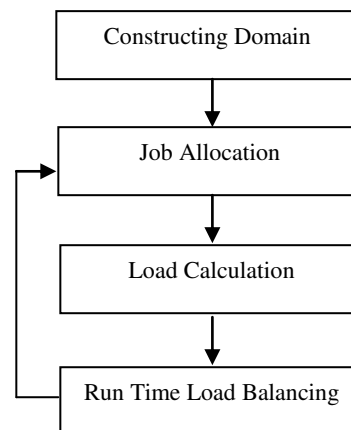 Constructing Domain
Job Allocation
Load Calculation
Run Time Load Balancing